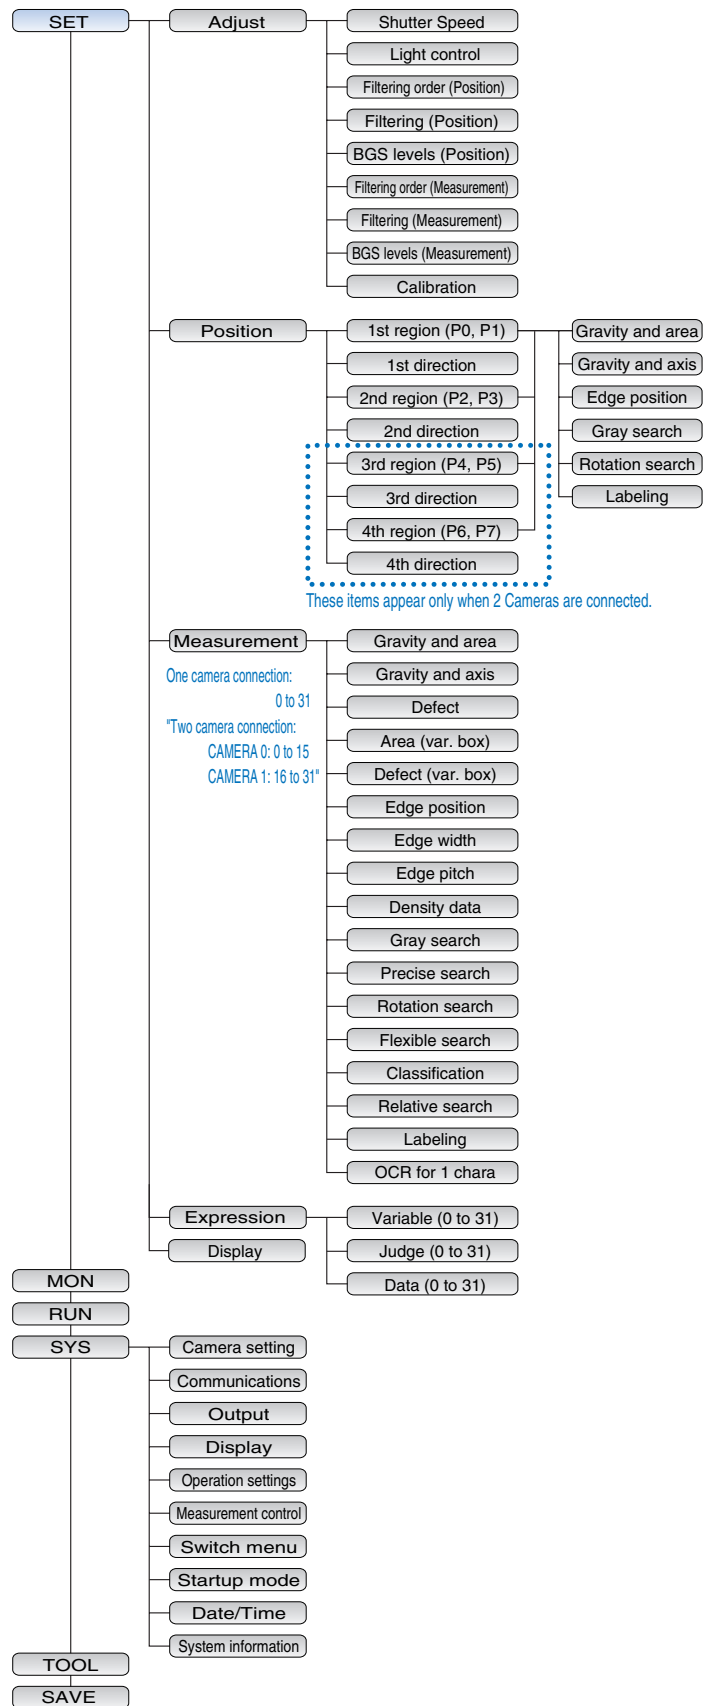 SET
Adjust
Shutter Speed
Light control
Filtering order (Position)
Filtering (Position)
BGS levels (Position)
Filtering order (Measurement)
Filtering (Measurement)
BGS levels (Measurement)
Calibration
Position
1st region (P0, P1)
1st direction
2nd region (P2, P3)
2nd direction
3rd region (P4, P5)
3rd direction
4th region (P6, P7)
4th direction
Gravity and area
Gravity and axis
Edge position
Gray search
Rotation search
Labeling
These items appear only when 2 Cameras are connected.
Measurement
One camera connection:
0 to 31
"Two camera connection:
CAMERA 0: 0 to 15
CAMERA 1: 16 to 31"
Gravity and area
Gravity and axis
Defect
Area (var. box)
Defect (var. box)
Edge position
Edge width
Edge pitch
Density data
Gray search
Precise search
Rotation search
Flexible search
Classification
Relative search
Labeling
OCR for 1 chara
Expression
Variable (0 to 31)
Judge (0 to 31)
Data (0 to 31)
Display
MON
RUN
SYS
Camera setting
Communications
Output
Display
Operation settings
Measurement control
Switch menu
Startup mode
Date/Time
System information
TOOL
SAVE